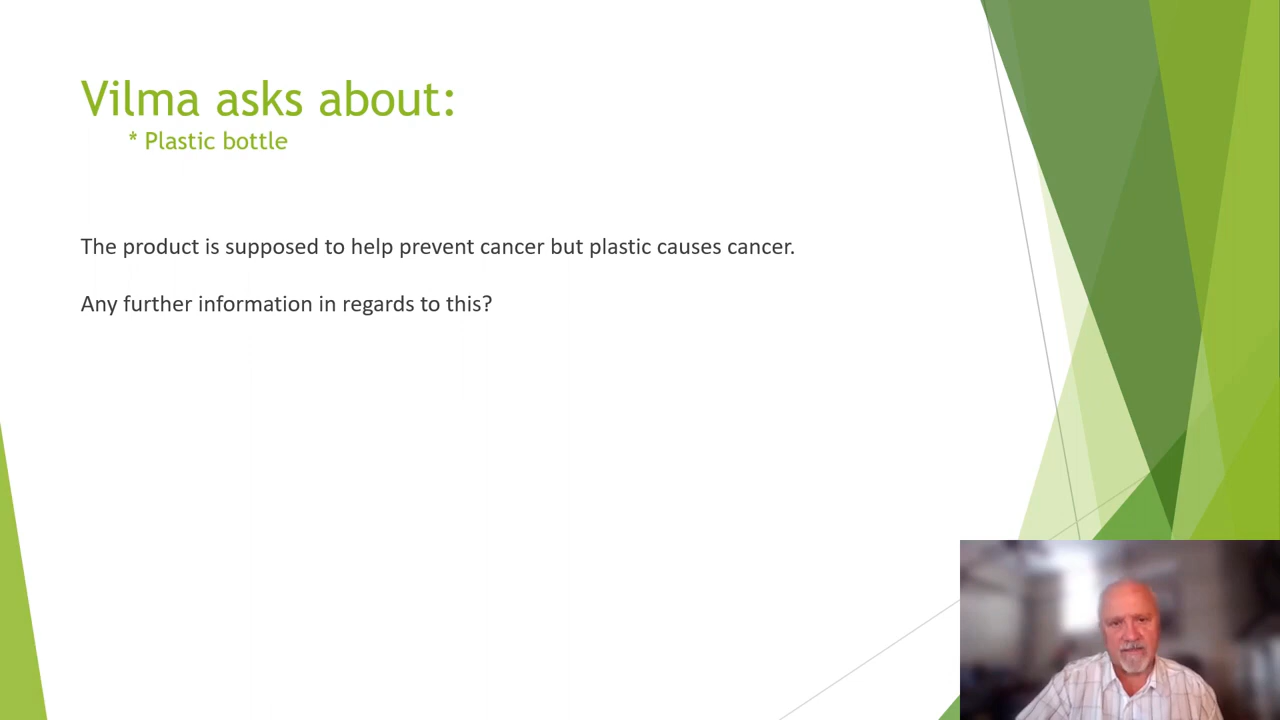 Vilma asks about:
* Plastic bottle
The product is supposed to help prevent cancer but plastic causes cancer.
Any further information in regards to this?